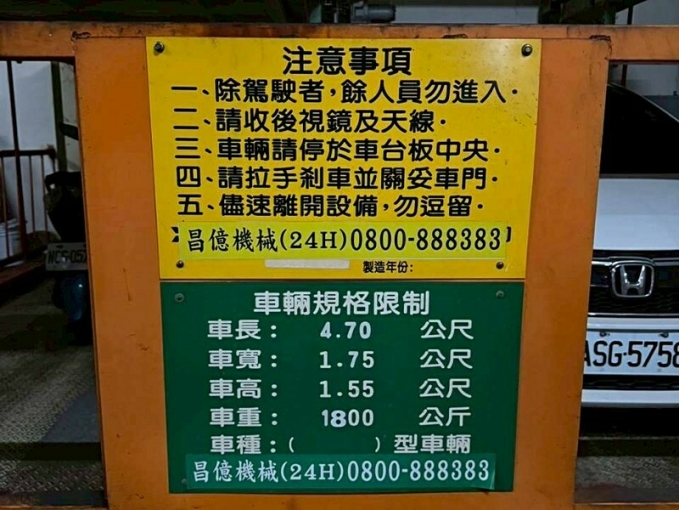 注意事項
一、除駕駛者，餘人員勿進入．
二、請收後視鏡及天線．
三、車輛請停於車台板中央．
四、請拉手剎車並關妥車門．
五、儘速離開設備，勿逗留．
昌億機械(24H)0800-888383
製造年份：
車輛規格限制
車長： 4.70 公尺
車寬： 1.75 公尺
車高： 1.55 公尺
車重： 1800 公斤
車種：( ) 型車輛
昌億機械(24H)0800-888383
ASG-5758